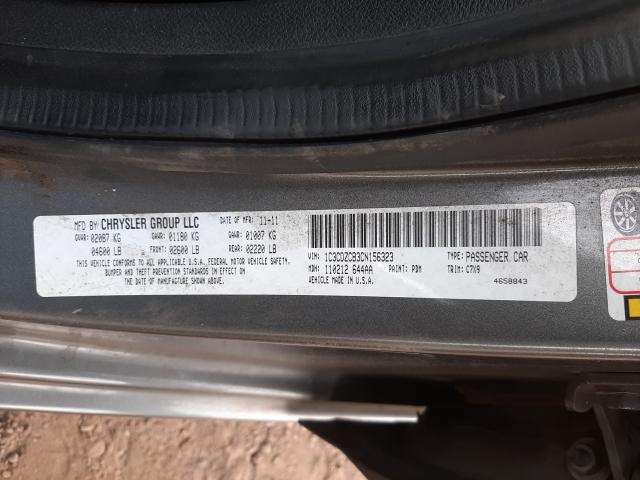 MFD BY: CHRYSLER GROUP LLC DATE OF MFR: 11-11
GVWR: 02087 KG GAWR: 01180 KG GAWR: 01007 KG
04600 LB FRONT: 02600 LB REAR: 02220 LB
THIS VEHICLE CONFORMS TO ALL APPLICABLE U.S.A. FEDERAL MOTOR VEHICLE SAFETY,
BUMPER AND THEFT PREVENTION STANDARDS IN EFFECT ON
THE DATE OF MANUFACTURE SHOWN ABOVE.
VIN: 1C3CDZCB3CN156323 TYPE: PASSENGER CAR
MDH: 110212 644AA PAINT: PDM TRIM: C7X9
VEHICLE MADE IN U.S.A. 4658843